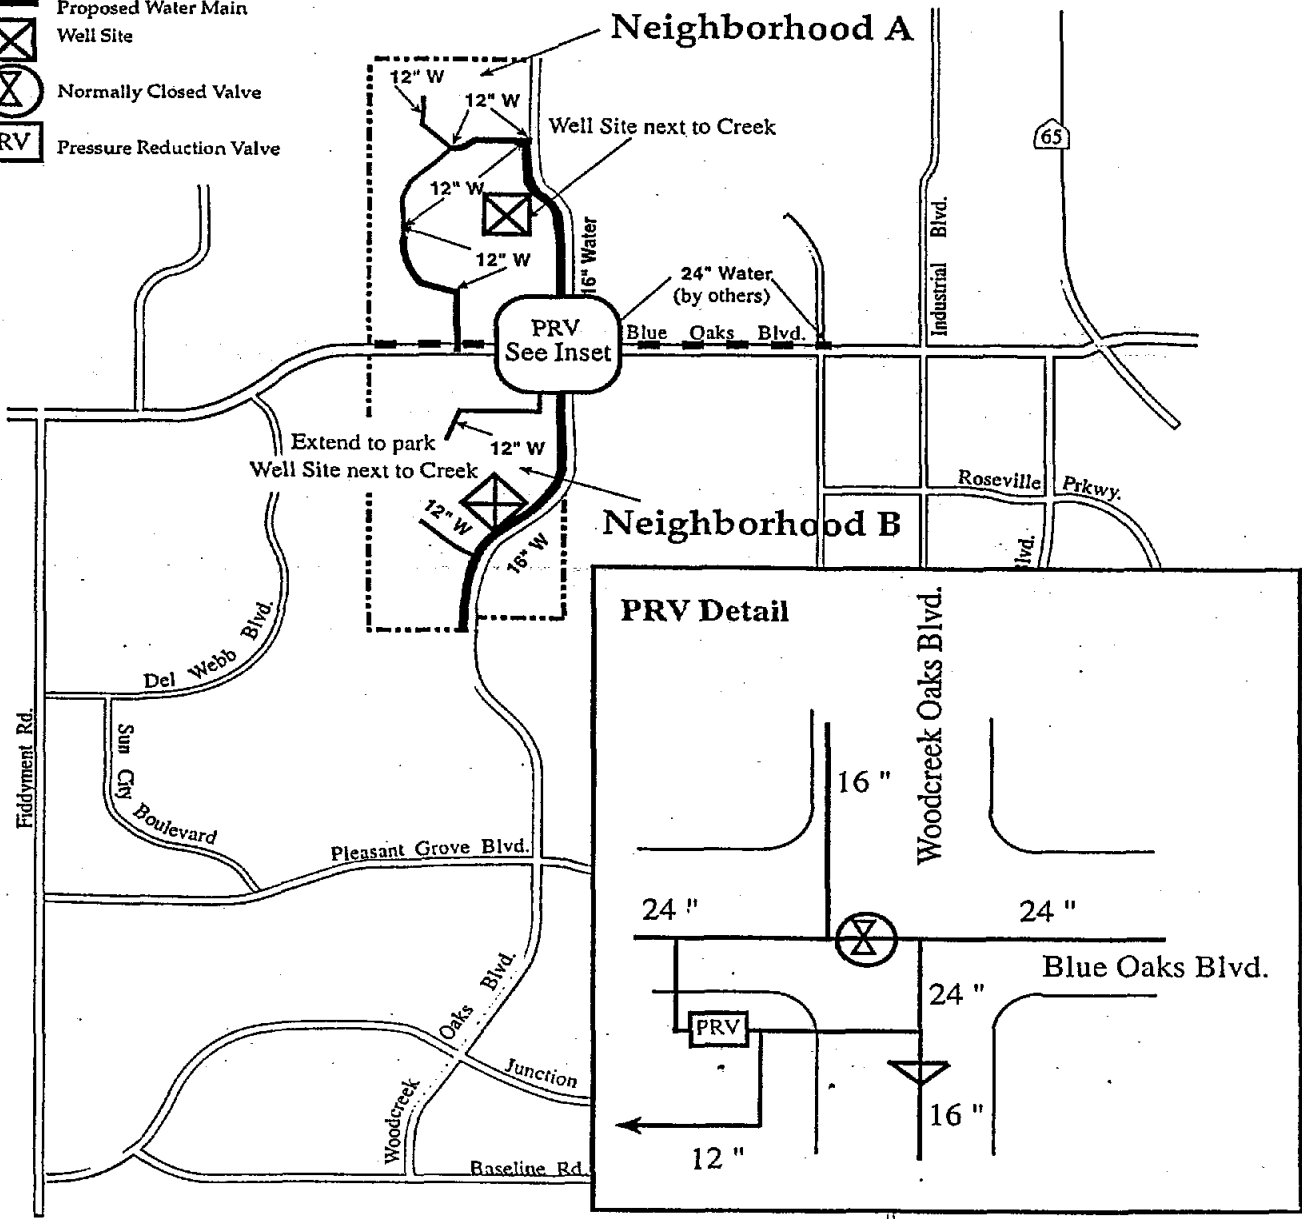 Proposed Water Main
Well Site
Normally Closed Valve
RV
Pressure Reduction Valve
Neighborhood A
12" W
12" W
Well Site next to Creek
65
12" W
12" W
16" Water
24" Water
(by others)
Industrial Blvd.
PRV
See Inset
Blue Oaks Blvd.
Extend to park
12" W
Well Site next to Creek
12" W
Neighborhood B
16" W
Roseville Prkwy.
lvd.
Del Webb Blvd.
Fiddyment Rd.
Sun City Boulevard
Pleasant Grove Blvd.
Woodcreek Oaks Blvd.
Junction
Baseline Rd.
PRV Detail
Woodcreek Oaks Blvd.
16 "
24 "
24 "
Blue Oaks Blvd.
24 "
PRV
16 "
12 "